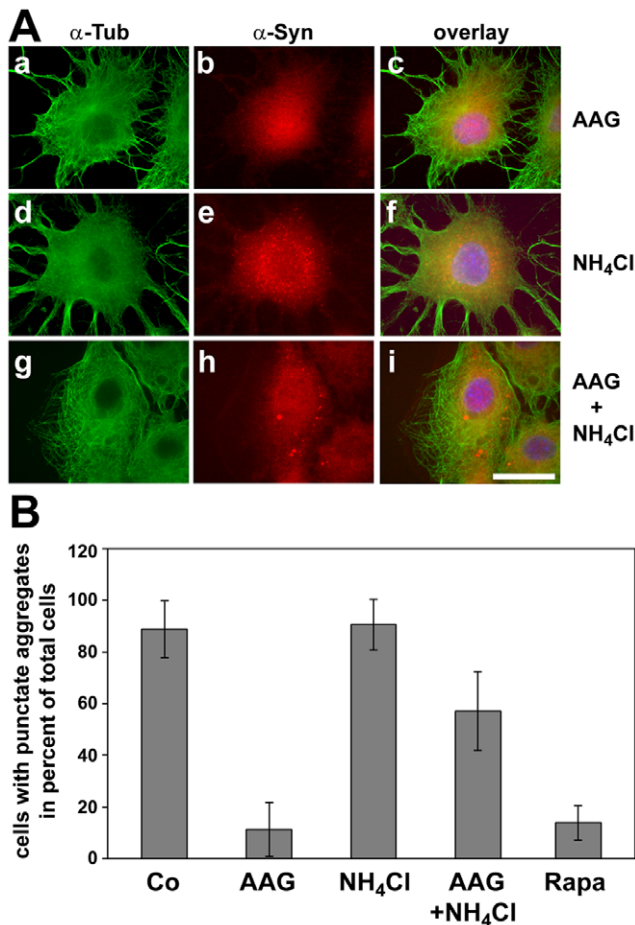 A
α-Tub α-Syn overlay
a b c AAG
d e f NH₄Cl
g h i AAG
+
NH₄Cl
B
cells with punctate aggregates
in percent of total cells
120
100
80
60
40
20
0
Co AAG NH₄Cl AAG Rapa
+NH₄Cl